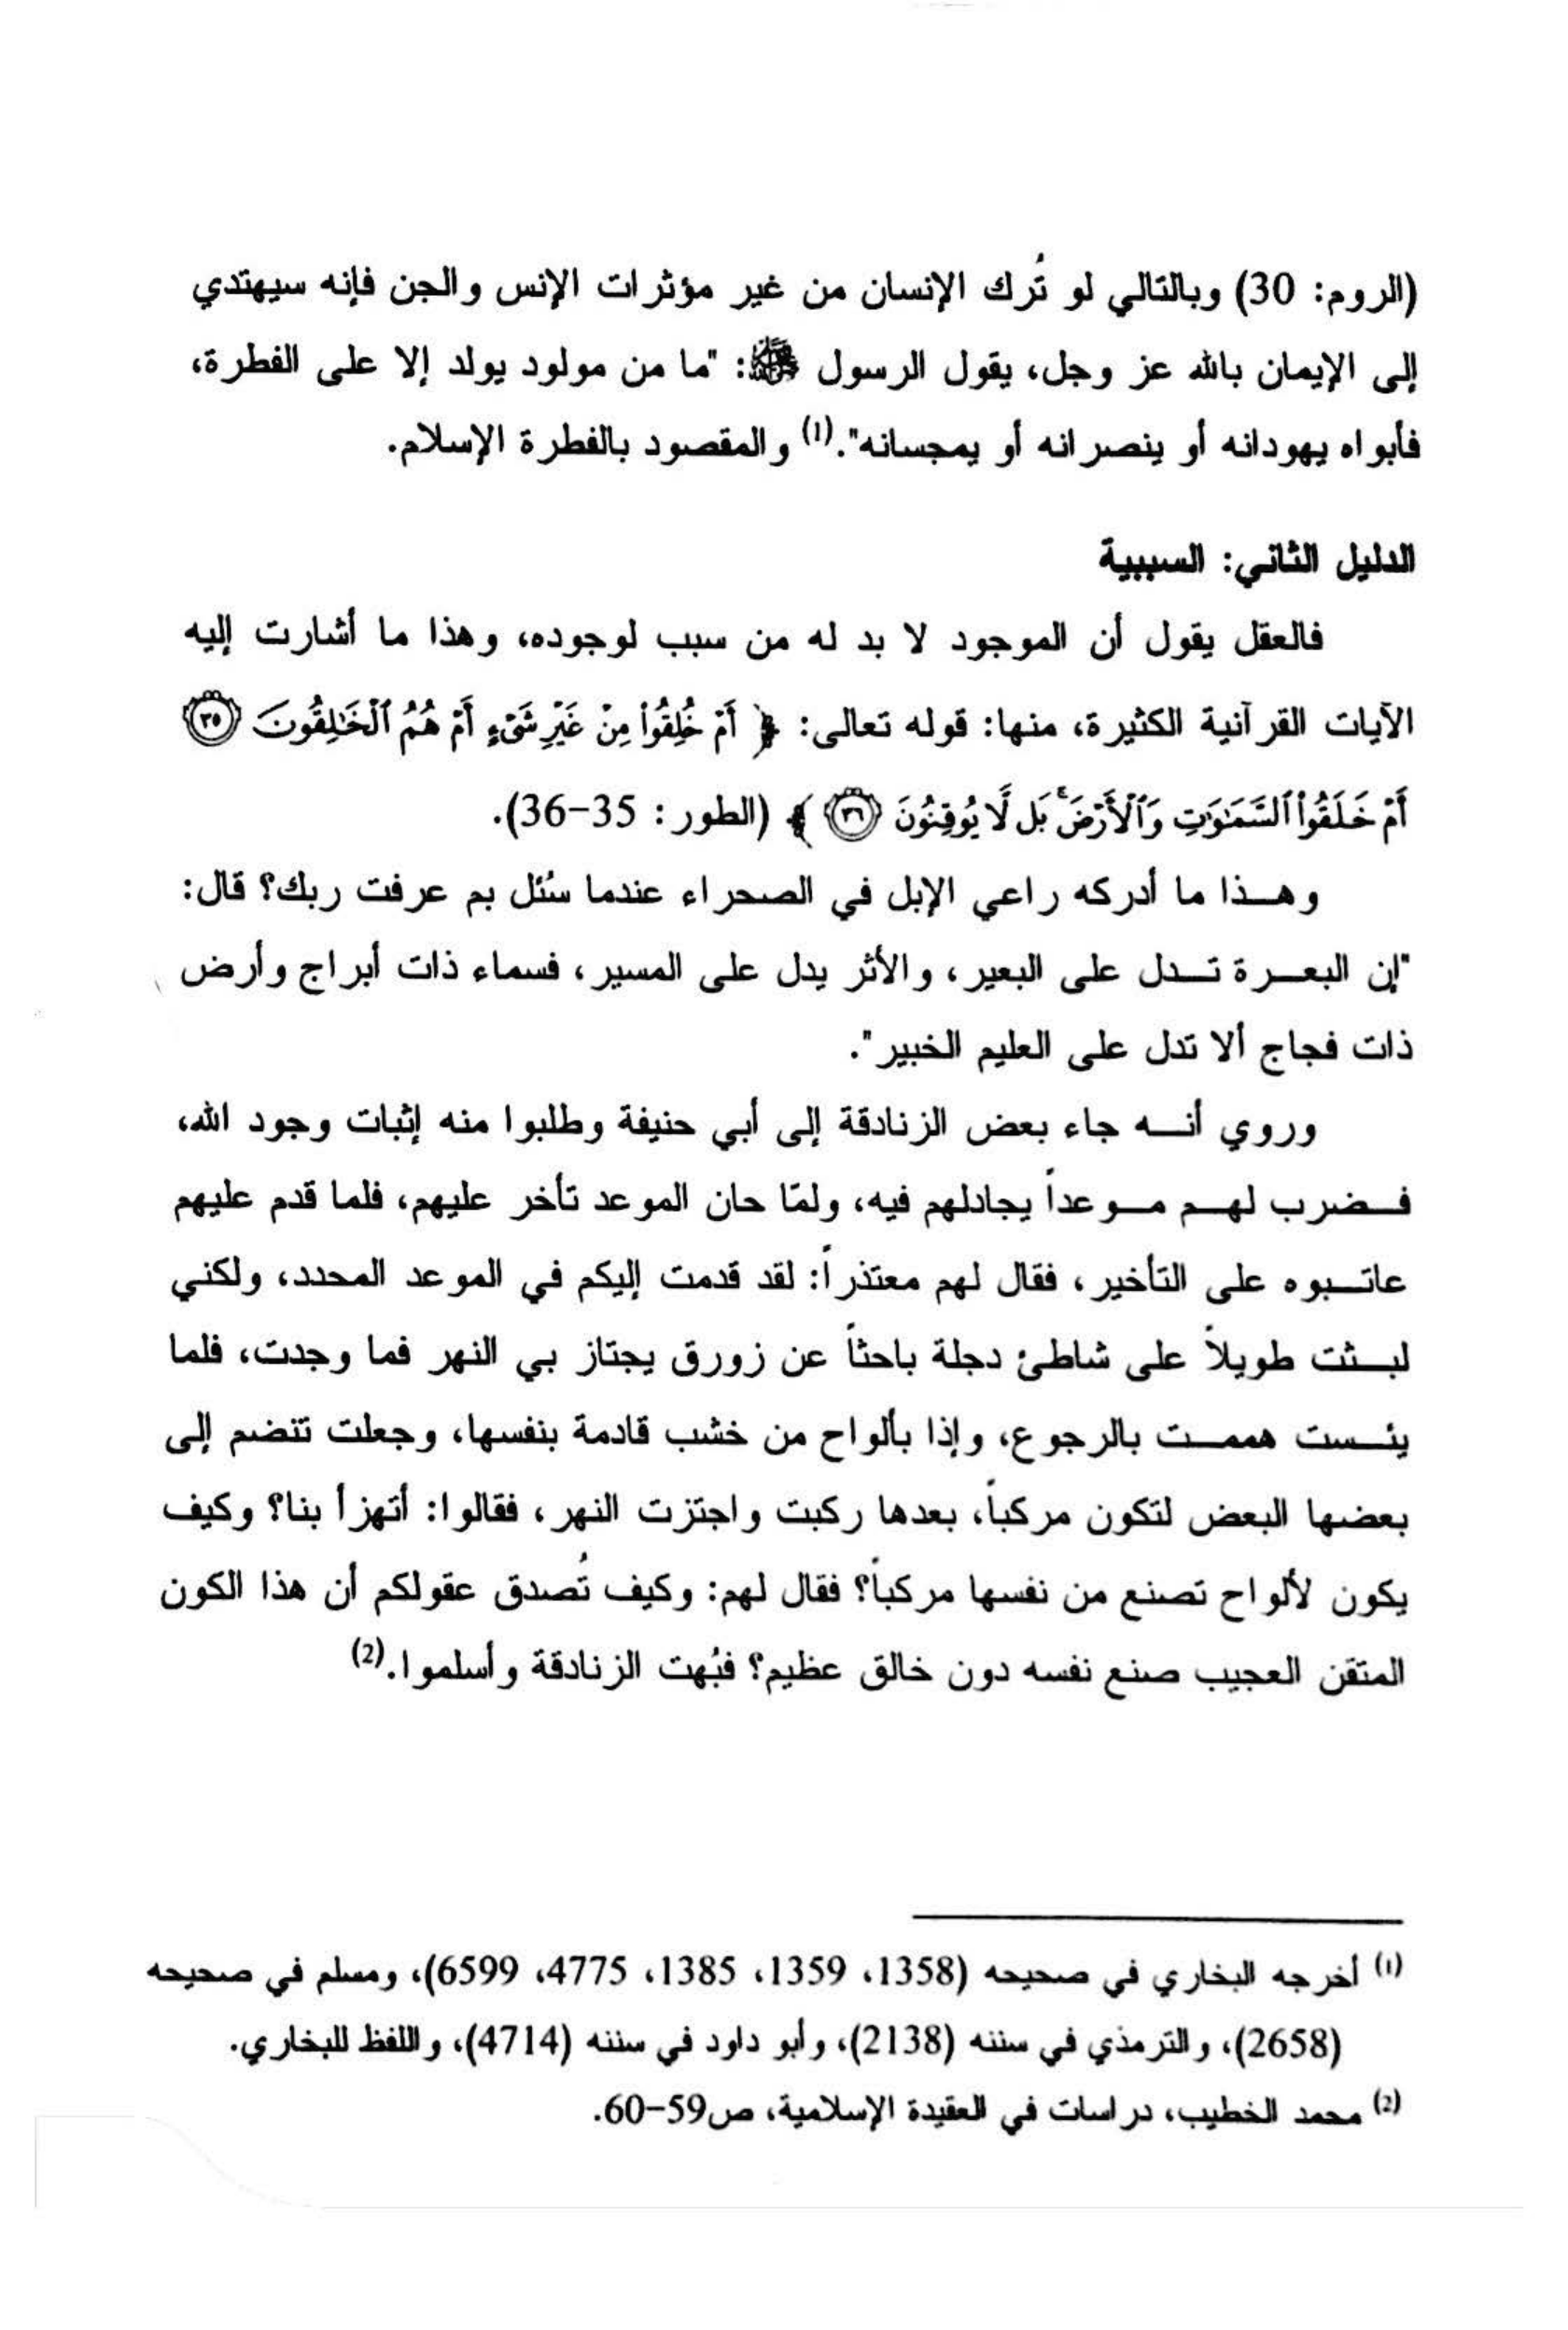 (الروم: 30) وبالتالي لو تُرك الإنسان من غير مؤثرات الإنس والجن فإنه سيهتدي
إلى الإيمان بالله عز وجل، يقول الرسول ﷺ: "ما من مولود يولد إلا على الفطرة،
فأبواه يهودانه أو ينصرانه أو يمجسانه".(1) والمقصود بالفطرة الإسلام.
الدليل الثاني: السببية
فالعقل يقول أن الموجود لا بد له من سبب لوجوده، وهذا ما أشارت إليه
الآيات القرآنية الكثيرة، منها: قوله تعالى: ﴿ أَمْ خُلِقُوا۟ مِنْ غَيْرِ شَىْءٍ أَمْ هُمُ ٱلْخَـٰلِقُونَ ۝٣٥
أَمْ خَلَقُوا۟ ٱلسَّمَـٰوَٰتِ وَٱلْأَرْضَ ۚ بَل لَّا يُوقِنُونَ ۝٣٦ ﴾ (الطور: 35-36).
وهـذا ما أدركه راعي الإبل في الصحراء عندما سُئل بم عرفت ربك؟ قال:
"إن البعـرة تـدل على البعير، والأثر يدل على المسير، فسماء ذات أبراج وأرض
ذات فجاج ألا تدل على العليم الخبير".
وروي أنـه جاء بعض الزنادقة إلى أبي حنيفة وطلبوا منه إثبات وجود الله،
فـضرب لهـم مـوعداً يجادلهم فيه، ولمّا حان الموعد تأخر عليهم، فلما قدم عليهم
عاتـبوه على التأخير، فقال لهم معتذراً: لقد قدمت إليكم في الموعد المحدد، ولكني
لبـثت طويلاً على شاطئ دجلة باحثاً عن زورق يجتاز بي النهر فما وجدت، فلما
يئـست هممـت بالرجوع، وإذا بألواح من خشب قادمة بنفسها، وجعلت تنضم إلى
بعضها البعض لتكون مركباً، بعدها ركبت واجتزت النهر، فقالوا: أتهزأ بنا؟ وكيف
يكون لألواح تصنع من نفسها مركباً؟ فقال لهم: وكيف تُصدق عقولكم أن هذا الكون
المتقن العجيب صنع نفسه دون خالق عظيم؟ فبُهت الزنادقة وأسلموا.(2)
(1) أخرجه البخاري في صحيحه (1358، 1359، 1385، 4775، 6599)، ومسلم في صحيحه
(2658)، والترمذي في سننه (2138)، وأبو داود في سننه (4714)، واللفظ للبخاري.
(2) محمد الخطيب، دراسات في العقيدة الإسلامية، ص59-60.